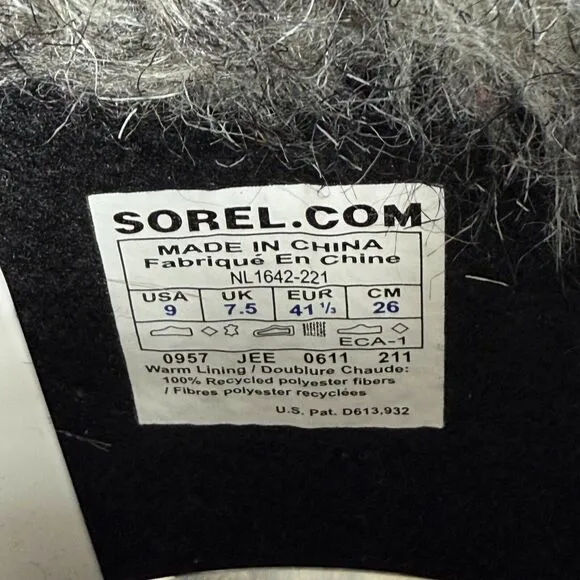 SOREL.COM
MADE IN CHINA
Fabriqué En Chine
NL1642-221
USA UK EUR CM
9 7.5 41 1/3 26
ECA-1
0957 JEE 0611 211
Warm Lining / Doublure Chaude:
100% Recycled polyester fibers
/ Fibres polyester recyclées
U.S. Pat. D613,932